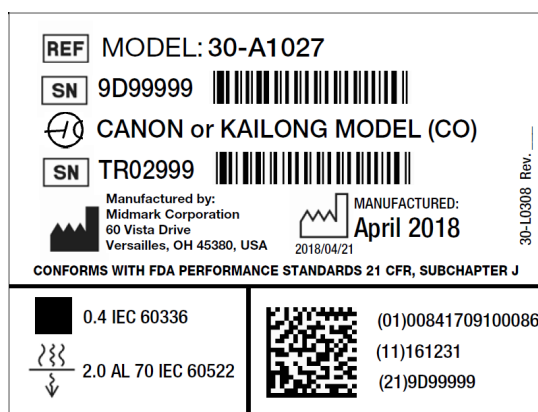 REF MODEL: 30-A1027
SN 9D99999
CANON or KAILONG MODEL (CO)
SN TR02999
Manufactured by:
Midmark Corporation
60 Vista Drive
Versailles, OH 45380, USA
2018/04/21
MANUFACTURED:
April 2018
30-L0308 Rev. __
CONFORMS WITH FDA PERFORMANCE STANDARDS 21 CFR, SUBCHAPTER J
0.4 IEC 60336
2.0 AL 70 IEC 60522
(01)00841709100086
(11)161231
(21)9D99999